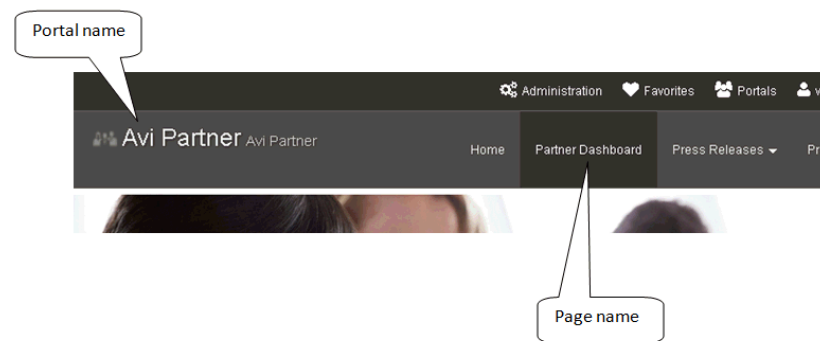 Portal name
Administration Favorites Portals
Avi Partner Avi Partner
Home Partner Dashboard Press Releases
Page name